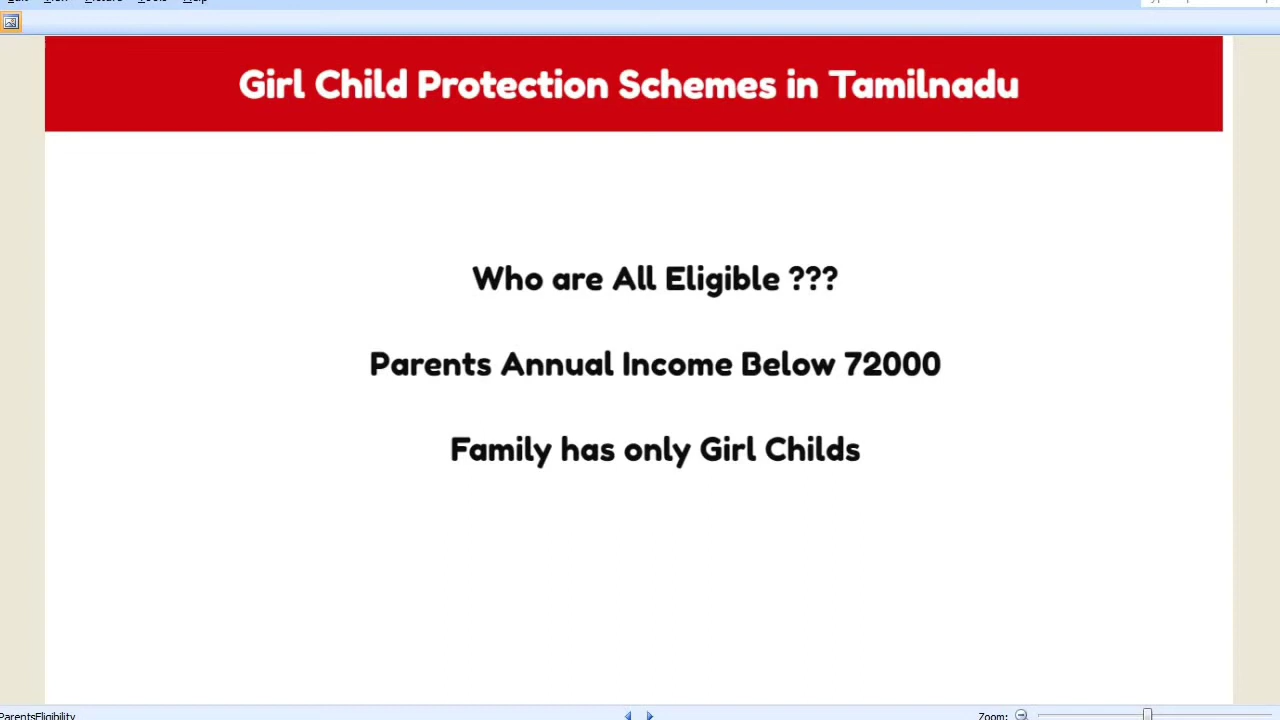 Girl Child Protection Schemes in Tamilnadu
Who are All Eligible ???
Parents Annual Income Below 72000
Family has only Girl Childs
ParentsEligibility
Zoom: